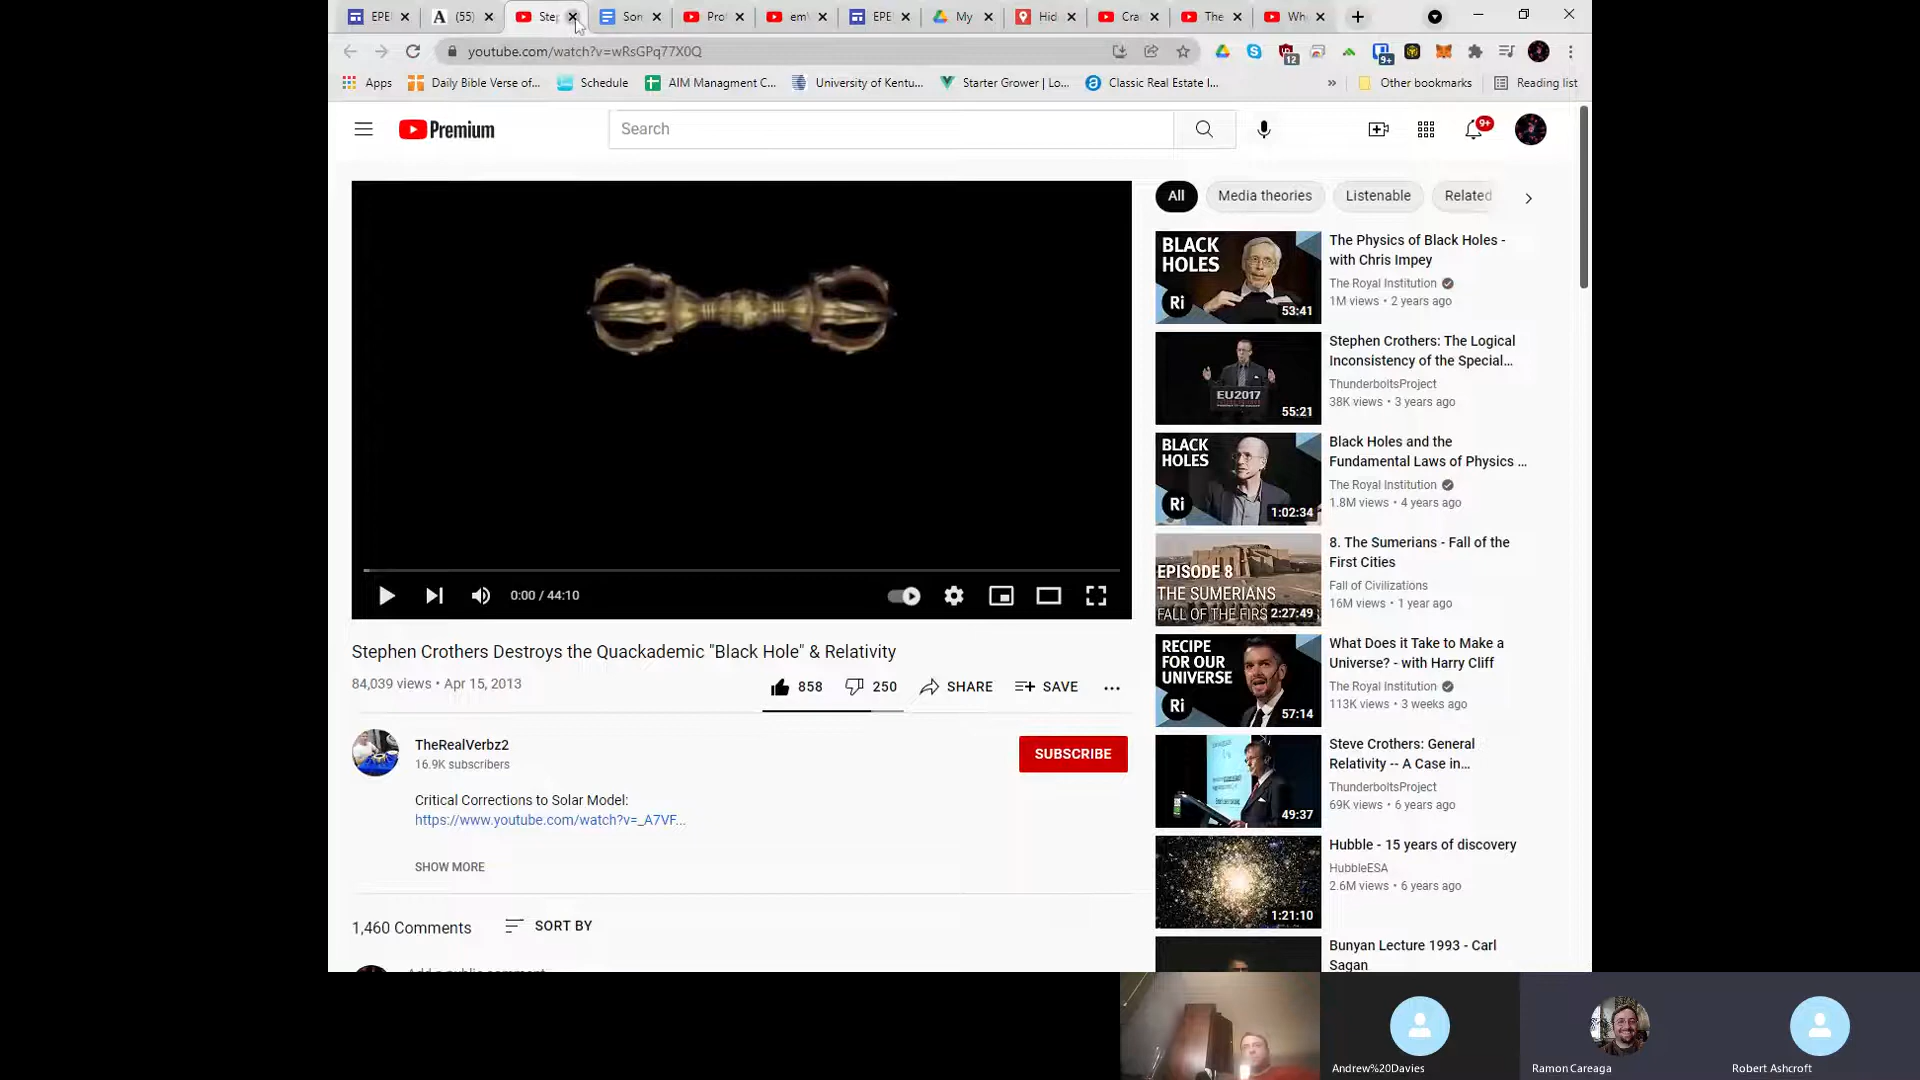 EPE
(55)
Step
Son
Pro
em
EPE
My
Hid
Cra
The
Wh
youtube.com/watch?v=wRsGPq77X0Q
12
9+
Apps
Daily Bible Verse of...
Schedule
AIM Managment C...
University of Kentu...
Starter Grower | Lo...
Classic Real Estate I...
»
Other bookmarks
Reading list
Premium
Search
9+
All
Media theories
Listenable
Related
0:00 / 44:10
Stephen Crothers Destroys the Quackademic "Black Hole" & Relativity
84,039 views • Apr 15, 2013
858
250
SHARE
SAVE
TheRealVerbz2
16.9K subscribers
SUBSCRIBE
Critical Corrections to Solar Model:
https://www.youtube.com/watch?v=_A7VF...
SHOW MORE
1,460 Comments
SORT BY
BLACK
HOLES
Ri
53:41
The Physics of Black Holes -
with Chris Impey
The Royal Institution
1M views • 2 years ago
EU2017
55:21
Stephen Crothers: The Logical
Inconsistency of the Special...
ThunderboltsProject
38K views • 3 years ago
BLACK
HOLES
Ri
1:02:34
Black Holes and the
Fundamental Laws of Physics ...
The Royal Institution
1.8M views • 4 years ago
EPISODE 8
THE SUMERIANS
FALL OF THE FIRS
2:27:49
8. The Sumerians - Fall of the
First Cities
Fall of Civilizations
16M views • 1 year ago
RECIPE
FOR OUR
UNIVERSE
Ri
57:14
What Does it Take to Make a
Universe? - with Harry Cliff
The Royal Institution
113K views • 3 weeks ago
49:37
Steve Crothers: General
Relativity -- A Case in...
ThunderboltsProject
69K views • 6 years ago
1:21:10
Hubble - 15 years of discovery
HubbleESA
2.6M views • 6 years ago
Bunyan Lecture 1993 - Carl
Sagan
Andrew%20Davies
Ramon Careaga
Robert Ashcroft